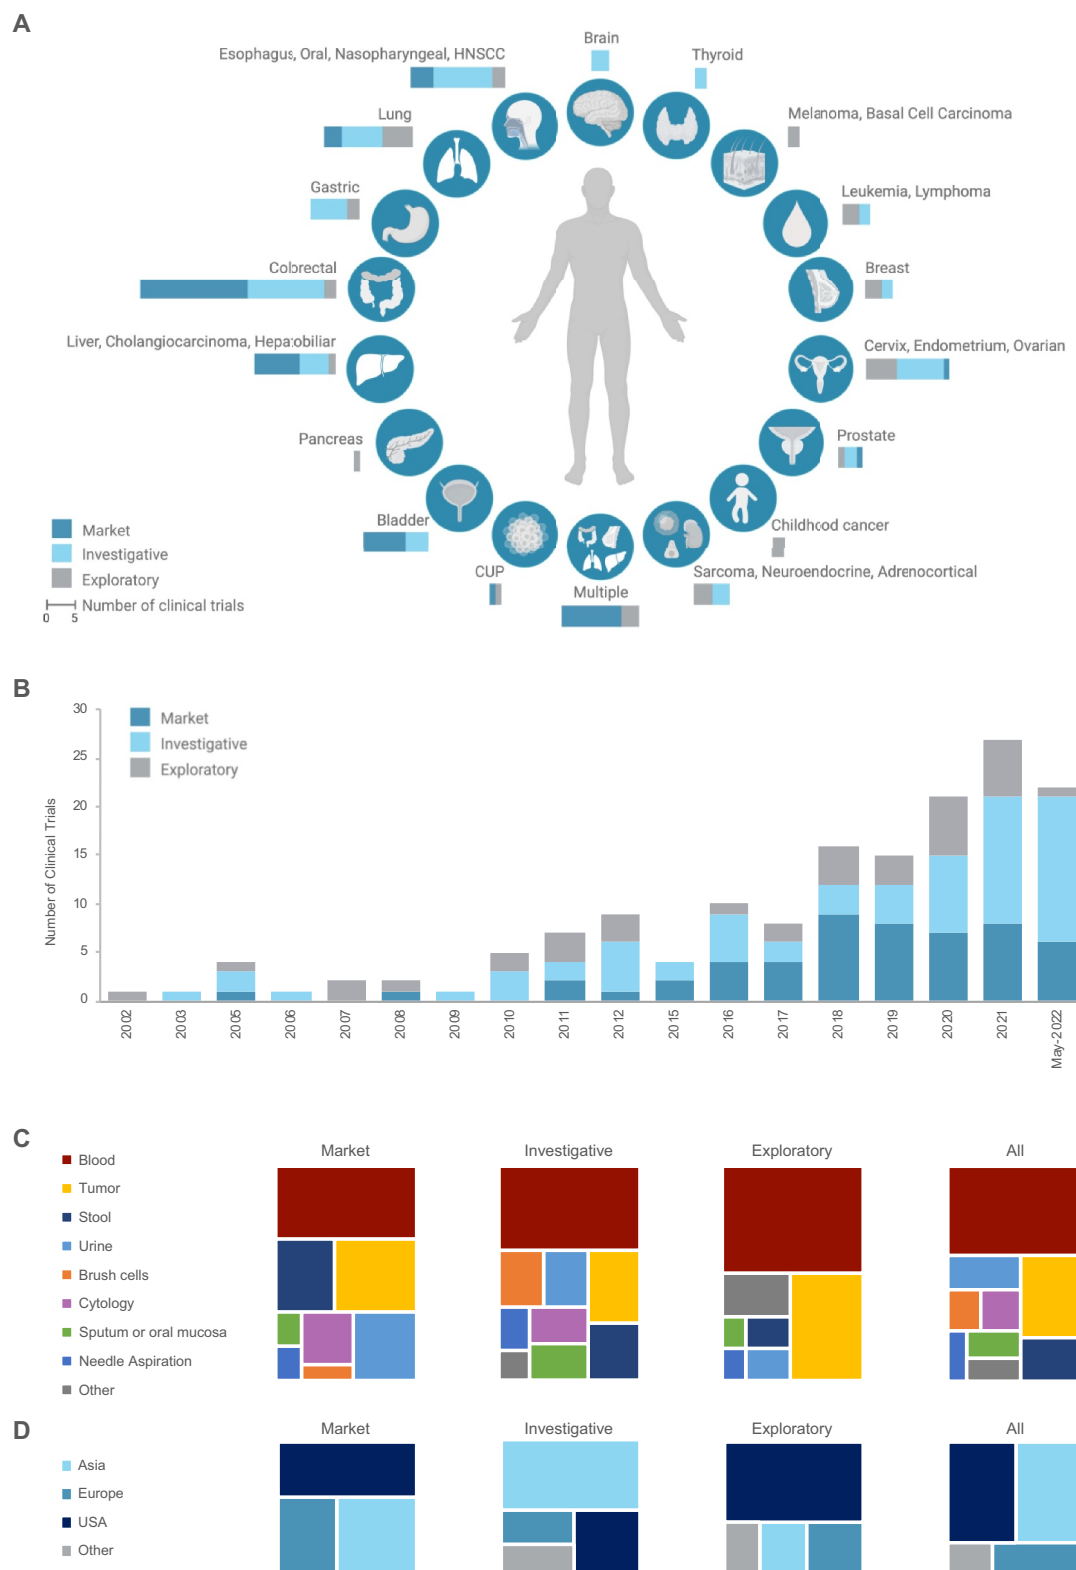 A
Brain
Esophagus, Oral, Nasopharyngeal, HNSCC
Thyroid
Lung
Melanoma, Basal Cell Carcinoma
Gastric
Leukemia, Lymphoma
Colorectal
Breast
Liver, Cholangiocarcinoma, Hepatobiliar
Cervix, Endometrium, Ovarian
Pancreas
Prostate
Bladder
Childhood cancer
CUP
Sarcoma, Neuroendocrine, Adrenocortical
Multiple
Market
Investigative
Exploratory
Number of clinical trials
0 5
B
Market
Investigative
Exploratory
Number of Clinical Trials
30
25
20
15
10
5
0
2002
2003
2005
2006
2007
2008
2009
2010
2011
2012
2015
2016
2017
2018
2019
2020
2021
May-2022
C
Market
Investigative
Exploratory
All
Blood
Tumor
Stool
Urine
Brush cells
Cytology
Sputum or oral mucosa
Needle Aspiration
Other
D
Market
Investigative
Exploratory
All
Asia
Europe
USA
Other